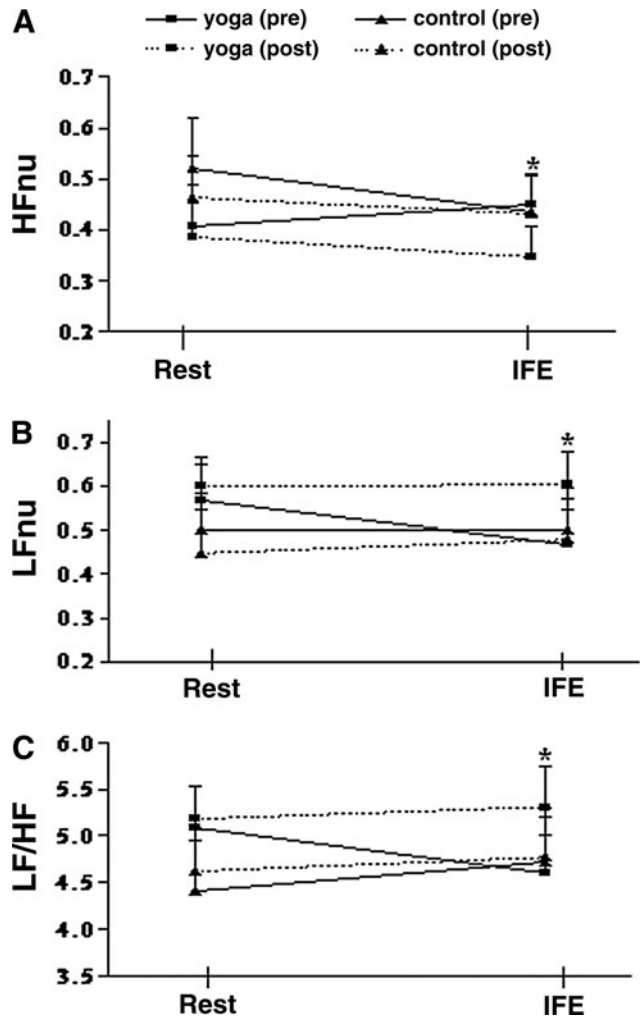 A
yoga (pre) control (pre)
yoga (post) control (post)
0.7
0.6
0.5
0.4
0.3
0.2
HFnu
*
Rest IFE
B
0.7
0.6
0.5
0.4
0.3
0.2
LFnu
*
Rest IFE
C
6.0
5.5
5.0
4.5
4.0
3.5
LF/HF
*
Rest IFE